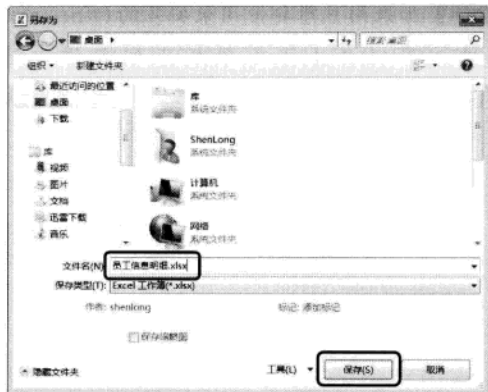 另存为
桌面
搜索 桌面
组织 新建文件夹
最近访问的位置
桌面
下载
库
视频
图片
文档
迅雷下载
音乐
库
系统文件夹
ShenLong
系统文件夹
计算机
系统文件夹
网络
系统文件夹
文件名(N): 员工信息明细.xlsx
保存类型(T): Excel 工作簿(*.xlsx)
作者: shenlong 标记: 添加标记
保存缩略图
隐藏文件夹 工具(L) 保存(S) 取消